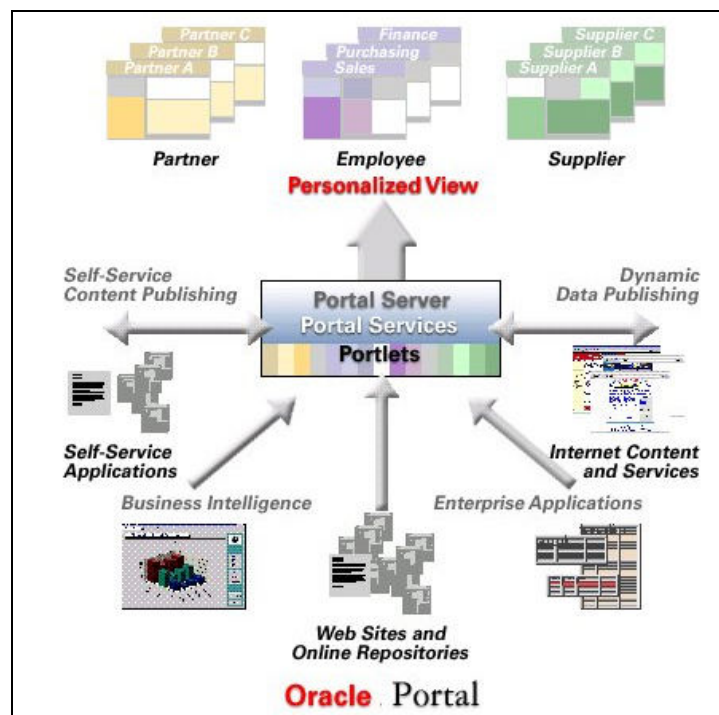 Partner C
Partner B
Partner A
Finance
Purchasing
Sales
Supplier C
Supplier B
Supplier A
Partner
Employee
Supplier
Personalized View
Self-Service
Content Publishing
Dynamic
Data Publishing
Portal Server
Portal Services
Portlets
Self-Service
Applications
Internet Content
and Services
Business Intelligence
Enterprise Applications
Web Sites and
Online Repositories
Oracle Portal